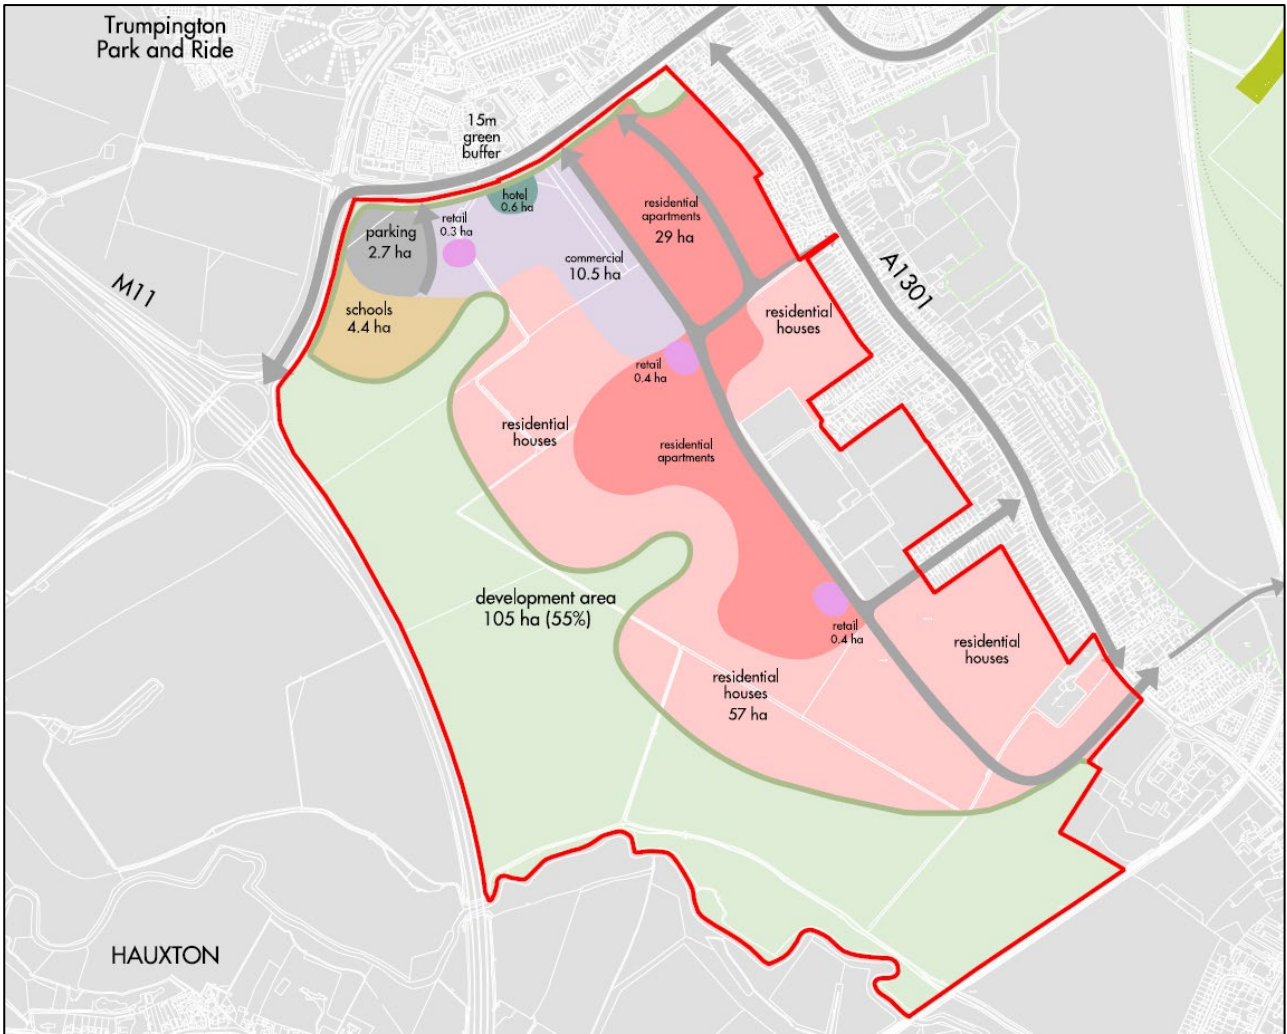 Trumpington
Park and Ride
15m
green
buffer
hotel
0.6 ha
parking
2.7 ha
retail
0.3 ha
residential
apartments
29 ha
commercial
10.5 ha
A1301
M11
schools
4.4 ha
residential
houses
retail
0.4 ha
residential
houses
residential
apartments
development area
105 ha (55%)
retail
0.4 ha
residential
houses
residential
houses
57 ha
HAUXTON